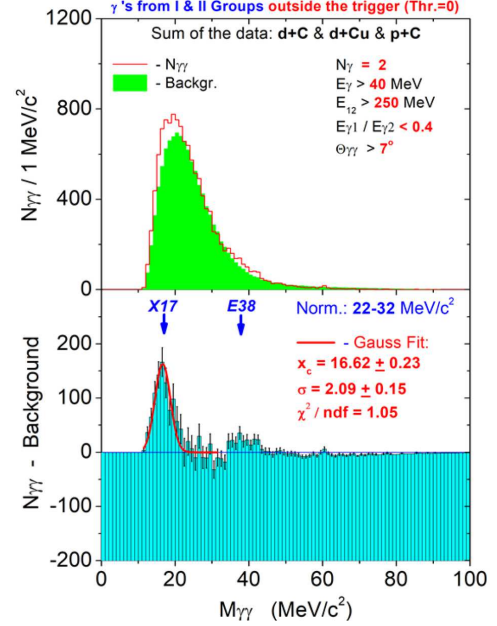 γ 's from I & II Groups outside the trigger (Thr.=0)
Sum of the data: d+C & d+Cu & p+C
- Nγγ
- Backgr.
Nγ = 2
Eγ > 40 MeV
E12 > 250 MeV
Eγ1 / Eγ2 < 0.4
Θγγ > 7°
Nγγ / 1 MeV/c²
1200
800
400
0
X17
E38
Norm.: 22-32 MeV/c²
- Gauss Fit:
xc = 16.62 ± 0.23
σ = 2.09 ± 0.15
χ² / ndf = 1.05
Nγγ - Background
200
100
0
-100
-200
0 20 40 60 80 100
Mγγ (MeV/c²)